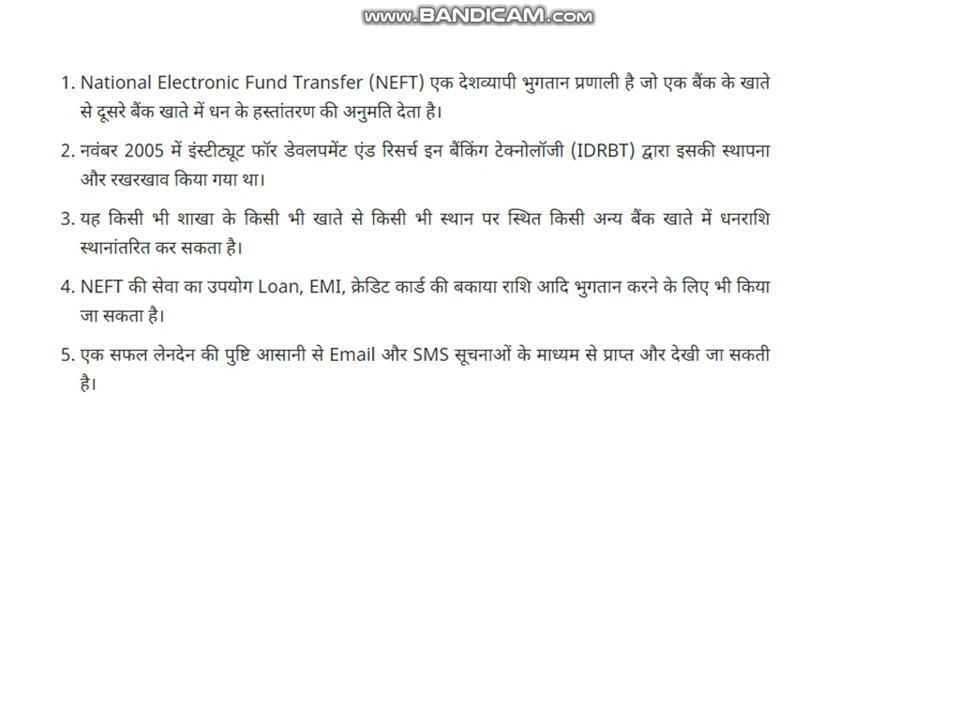 www.BANDICAM.com
1. National Electronic Fund Transfer (NEFT) एक देशव्यापी भुगतान प्रणाली है जो एक बैंक के खाते
से दूसरे बैंक खाते में धन के हस्तांतरण की अनुमति देता है।
2. नवंबर 2005 में इंस्टीट्यूट फॉर डेवलपमेंट एंड रिसर्च इन बैंकिंग टेक्नोलॉजी (IDRBT) द्वारा इसकी स्थापना
और रखरखाव किया गया था।
3. यह किसी भी शाखा के किसी भी खाते से किसी भी स्थान पर स्थित किसी अन्य बैंक खाते में धनराशि
स्थानांतरित कर सकता है।
4. NEFT की सेवा का उपयोग Loan, EMI, क्रेडिट कार्ड की बकाया राशि आदि भुगतान करने के लिए भी किया
जा सकता है।
5. एक सफल लेनदेन की पुष्टि आसानी से Email और SMS सूचनाओं के माध्यम से प्राप्त और देखी जा सकती
है।